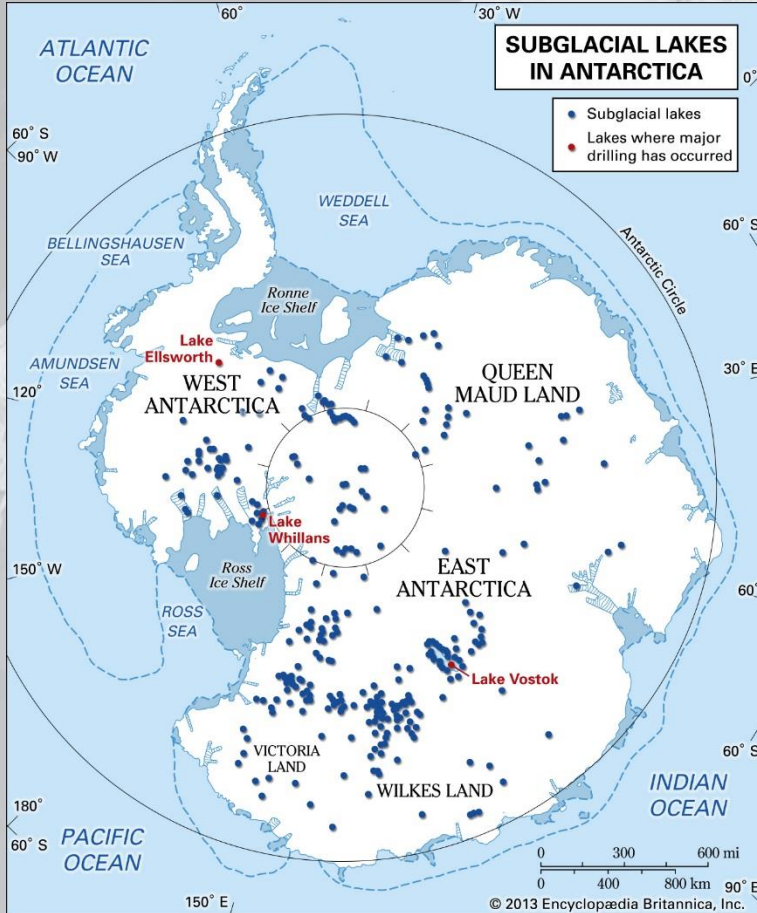 60°
30° W
ATLANTIC
OCEAN
SUBGLACIAL LAKES
IN ANTARCTICA
0°
Subglacial lakes
Lakes where major
drilling has occurred
60° S
90° W
WEDDELL
SEA
60° S
BELLINGSHAUSEN
SEA
Antarctic Circle
Ronne
Ice Shelf
Lake
Ellsworth
AMUNDSEN
SEA
WEST
ANTARCTICA
QUEEN
MAUD LAND
30° E
120°
Lake
Whillans
Ross
Ice Shelf
EAST
ANTARCTICA
150° W
ROSS
SEA
60°
Lake Vostok
VICTORIA
LAND
WILKES LAND
60° S
INDIAN
OCEAN
180°
60° S
PACIFIC
OCEAN
0 300 600 mi
0 400 800 km
150° E
90° E
© 2013 Encyclopædia Britannica, Inc.